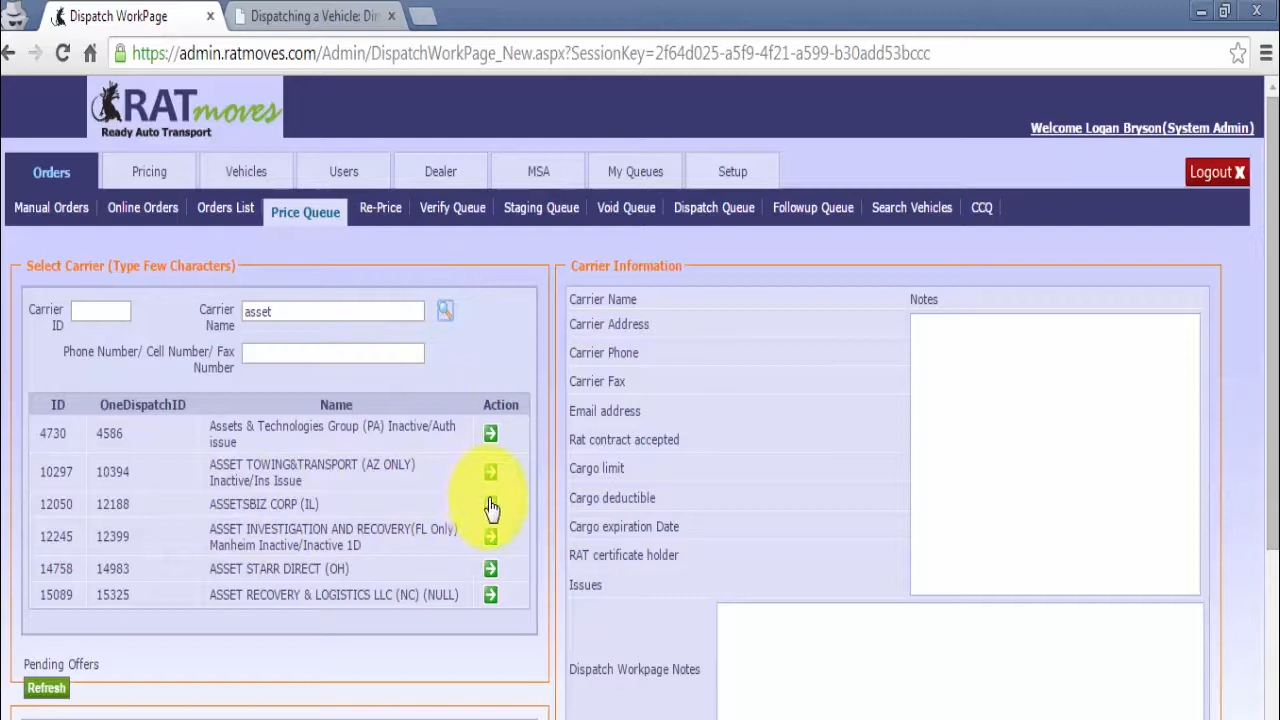 Dispatch WorkPage
Dispatching a Vehicle: Di
https://admin.ratmoves.com/Admin/DispatchWorkPage_New.aspx?SessionKey=2f64d025-a5f9-4f21-a599-b30add53bccc
RATmoves
Ready Auto Transport
Welcome Logan Bryson(System Admin)
Orders Pricing Vehicles Users Dealer MSA My Queues Setup
Logout X
Manual Orders Online Orders Orders List Price Queue Re-Price Verify Queue Staging Queue Void Queue Dispatch Queue Followup Queue Search Vehicles CCQ
Select Carrier (Type Few Characters)
Carrier ID
Carrier Name
asset
Phone Number/ Cell Number/ Fax
Number
ID OneDispatchID Name Action
4730 4586 Assets & Technologies Group (PA) Inactive/Auth
issue
10297 10394 ASSET TOWING&TRANSPORT (AZ ONLY)
Inactive/Ins Issue
12050 12188 ASSETSBIZ CORP (IL)
12245 12399 ASSET INVESTIGATION AND RECOVERY(FL Only)
Manheim Inactive/Inactive 1D
14758 14983 ASSET STARR DIRECT (OH)
15089 15325 ASSET RECOVERY & LOGISTICS LLC (NC) (NULL)
Pending Offers
Refresh
Carrier Information
Carrier Name
Notes
Carrier Address
Carrier Phone
Carrier Fax
Email address
Rat contract accepted
Cargo limit
Cargo deductible
Cargo expiration Date
RAT certificate holder
Issues
Dispatch Workpage Notes